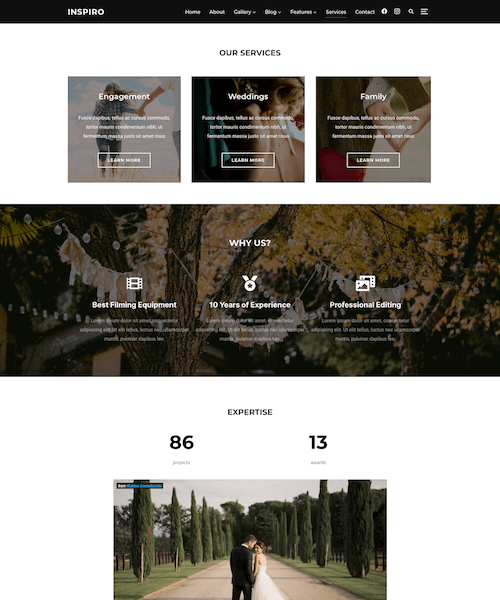 INSPIRO
Home About Gallery Blog Features Services Contact
OUR SERVICES
Engagement
Pellus dapibus, tellus ac cursus commodo,
tortor mauris condimentum nibh, ut
fermentum massa justo sit amet risus
LEARN MORE
Weddings
Pellus dapibus, tellus ac cursus commodo,
tortor mauris condimentum nibh, ut
fermentum massa justo sit amet risus
LEARN MORE
Family
Fusce dapibus, tellus ac cursus commodo,
tortor mauris condimentum nibh, ut
fermentum massa justo sit amet risus
LEARN MORE
WHY US?
Best Filming Equipment
Lorem ipsum dolor sit amet, consectetur
adipiscing elit. Ut elit tellus, luctus nec ullamcorper
mattis, pulvinar dapibus leo.
10 Years of Experience
Lorem ipsum dolor sit amet, consectetur
adipiscing elit. Ut elit tellus, luctus nec ullamcorper
mattis, pulvinar dapibus leo.
Professional Editing
Lorem ipsum dolor sit amet, consectetur
adipiscing elit. Ut elit tellus, luctus nec ullamcorper
mattis, pulvinar dapibus leo.
EXPERTISE
86
projects
13
awards
from